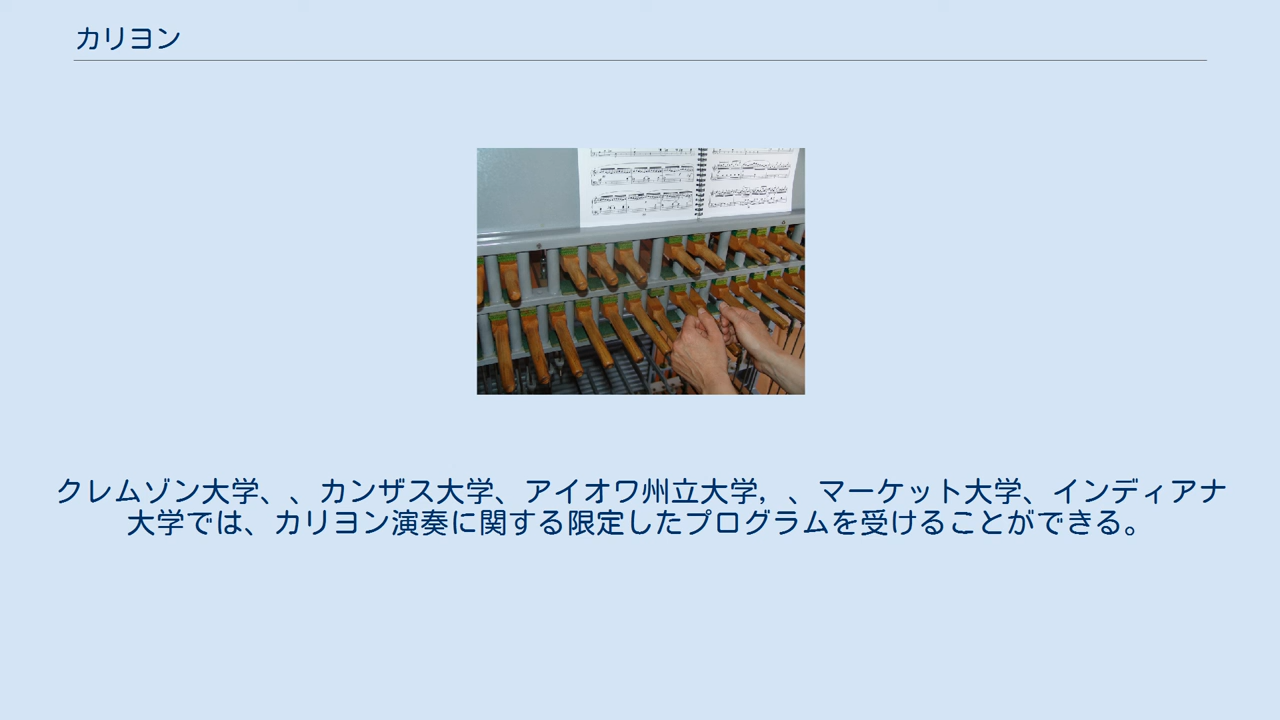 カリヨン
クレムゾン大学、、カンザス大学、アイオワ州立大学，、マーケット大学、インディアナ
大学では、カリヨン演奏に関する限定したプログラムを受けることができる。